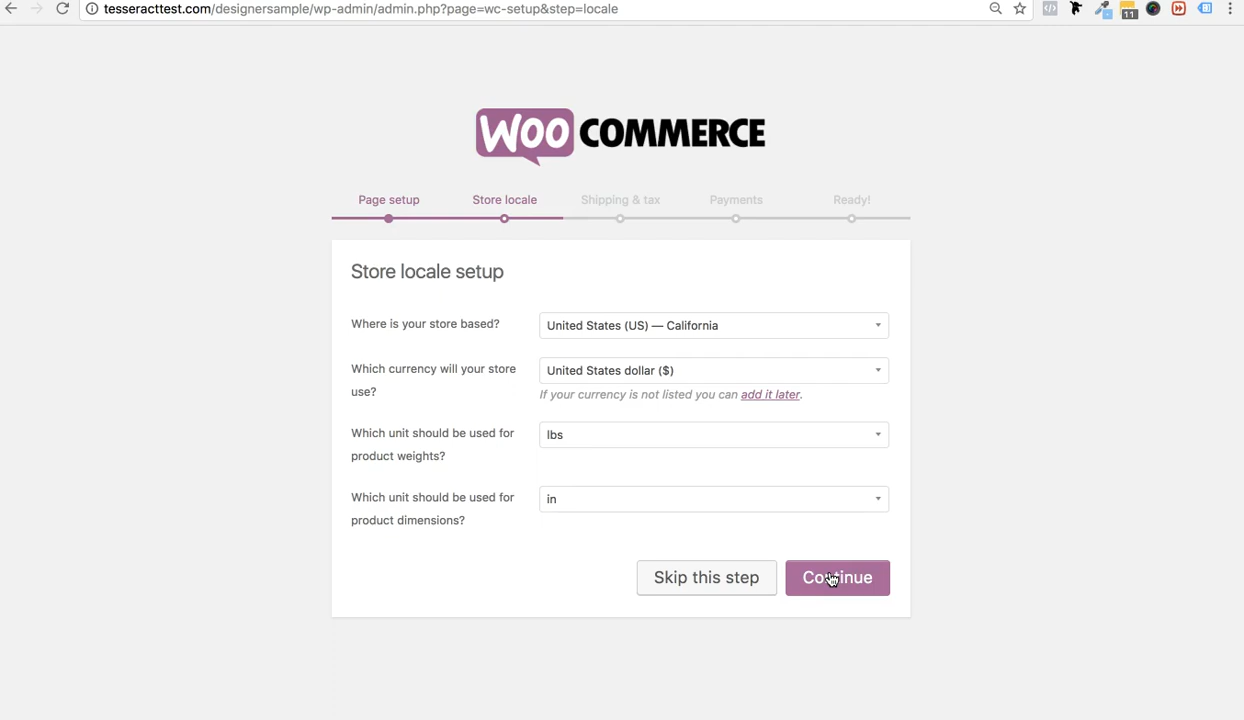 tesseracttest.com/designersample/wp-admin/admin.php?page=wc-setup&step=locale
11
WOO COMMERCE
Page setup Store locale Shipping & tax Payments Ready!
Store locale setup
Where is your store based? United States (US) — California
Which currency will your store use? United States dollar ($)
If your currency is not listed you can add it later.
Which unit should be used for product weights? lbs
Which unit should be used for product dimensions? in
Skip this step Continue